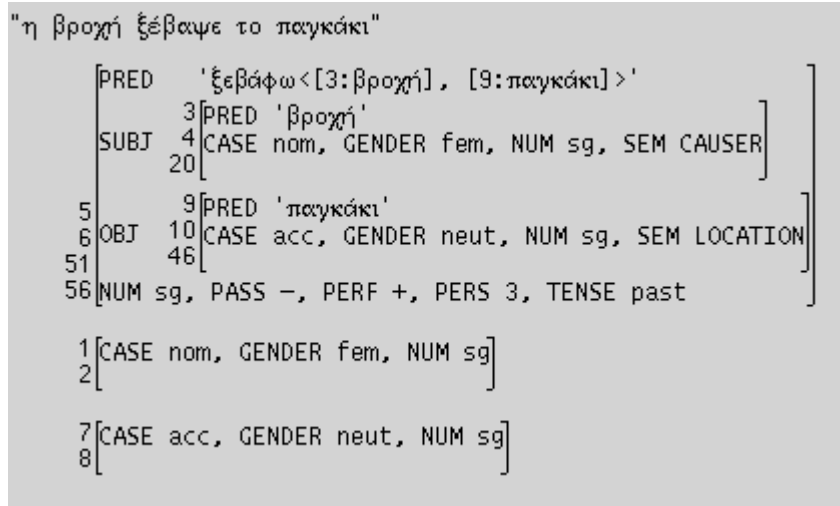 "η βροχή ξέβαψε το παγκάκι"
PRED 'ξεβάφω<[3:βροχή], [9:παγκάκι]>'
3 PRED 'βροχή'
SUBJ 4 CASE nom, GENDER fem, NUM sg, SEM CAUSER
20
9 PRED 'παγκάκι'
5
6 OBJ 10 CASE acc, GENDER neut, NUM sg, SEM LOCATION
51 46
56 NUM sg, PASS −, PERF +, PERS 3, TENSE past
1 CASE nom, GENDER fem, NUM sg
2
7 CASE acc, GENDER neut, NUM sg
8